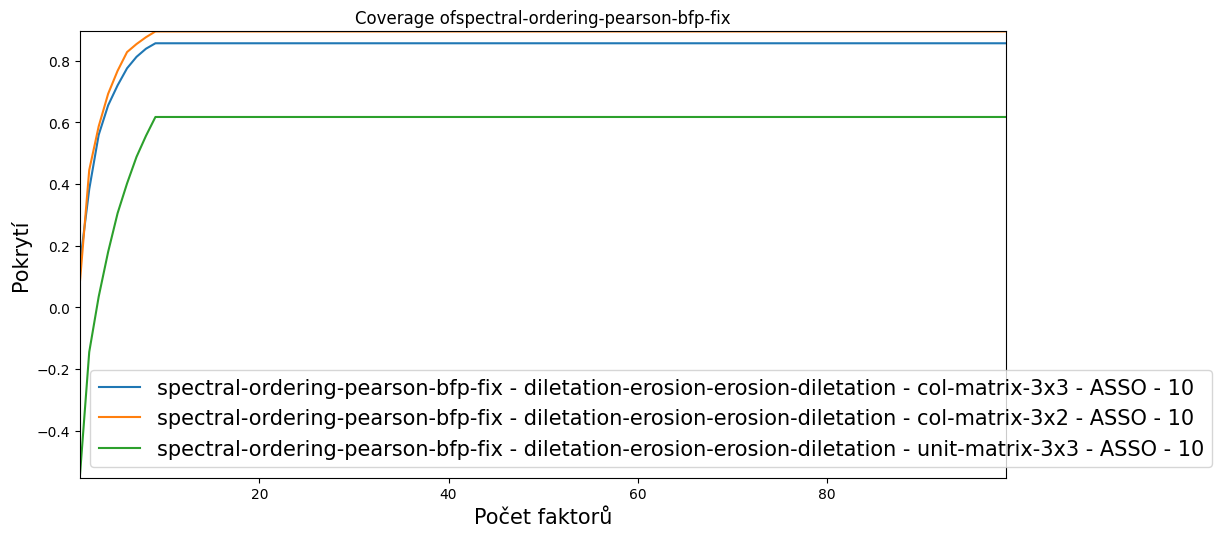 Coverage ofspectral-ordering-pearson-bfp-fix
Pokrytí
0.8
0.6
0.4
0.2
0.0
−0.2
−0.4
spectral-ordering-pearson-bfp-fix - diletation-erosion-erosion-diletation - col-matrix-3x3 - ASSO - 10
spectral-ordering-pearson-bfp-fix - diletation-erosion-erosion-diletation - col-matrix-3x2 - ASSO - 10
spectral-ordering-pearson-bfp-fix - diletation-erosion-erosion-diletation - unit-matrix-3x3 - ASSO - 10
20 40 60 80
Počet faktorů